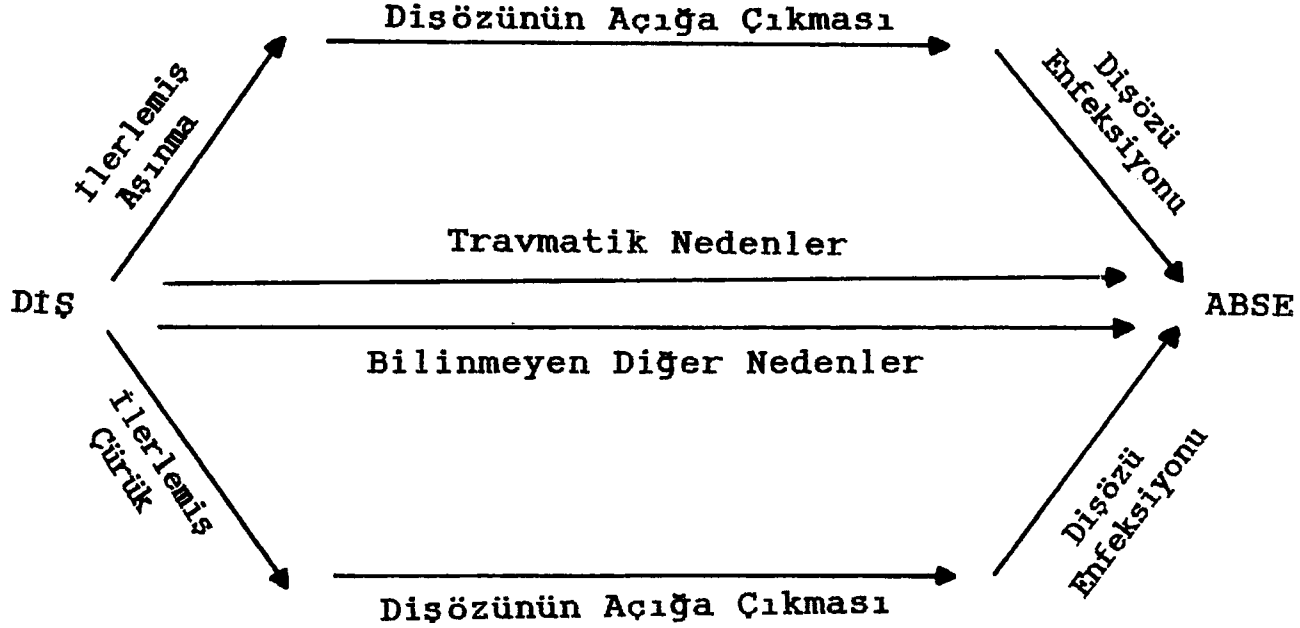 Dişözünün Açığa Çıkması
İlerlemiş
Aşınma
Dişözü
Enfeksiyonu
Travmatik Nedenler
DİŞ
ABSE
Bilinmeyen Diğer Nedenler
İlerlemiş
Çürük
Dişözü
Enfeksiyonu
Dişözünün Açığa Çıkması